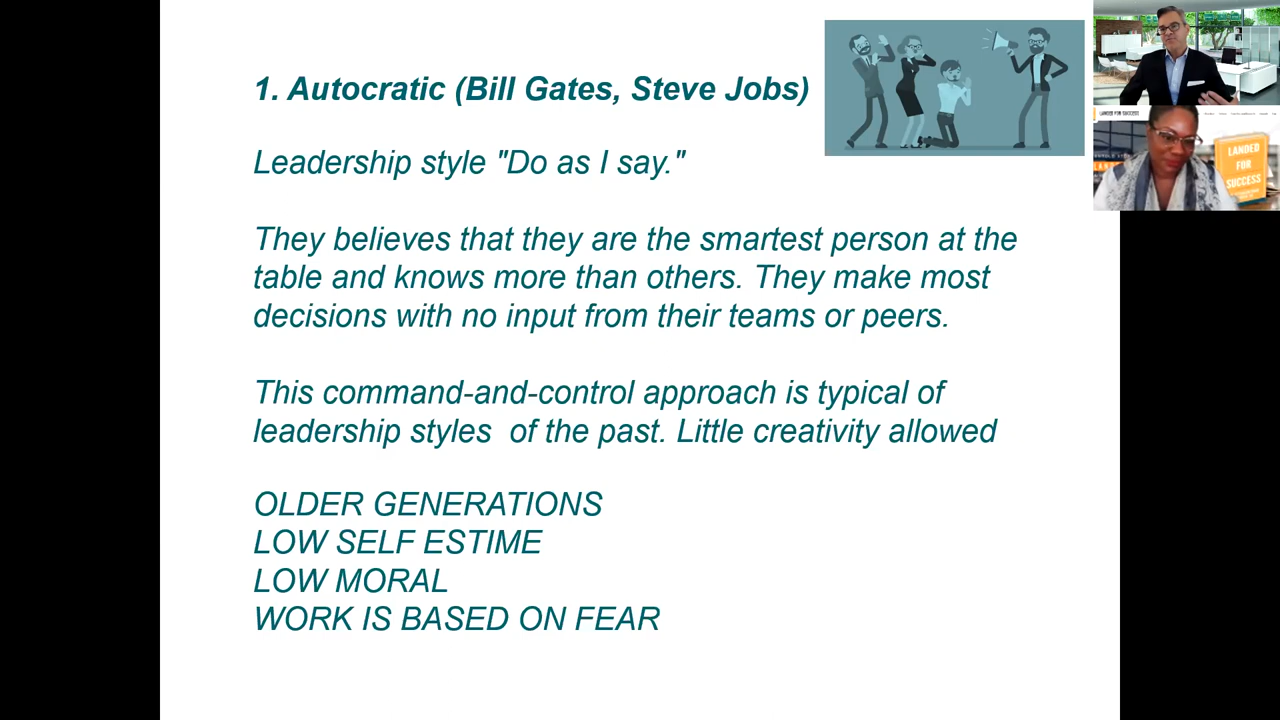 1. Autocratic (Bill Gates, Steve Jobs)
Leadership style "Do as I say."
They believes that they are the smartest person at the
table and knows more than others. They make most
decisions with no input from their teams or peers.
This command-and-control approach is typical of
leadership styles  of the past. Little creativity allowed
OLDER GENERATIONS
LOW SELF ESTIME
LOW MORAL
WORK IS BASED ON FEAR
LANDED FOR SUCCESS
LANDED
FOR
SUCCESS